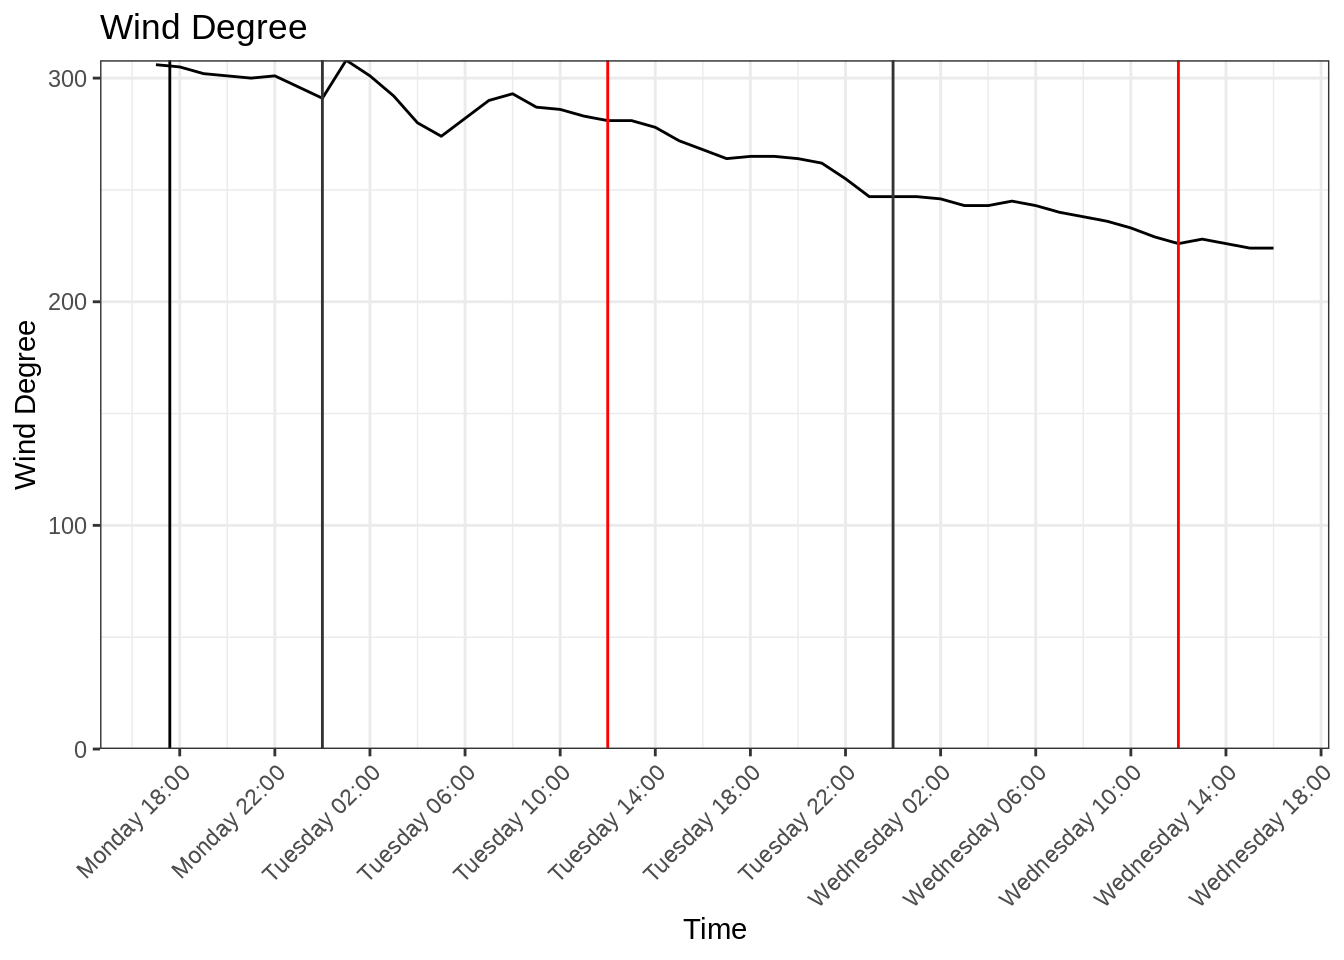 Wind Degree
300
200
100
0
Wind Degree
Monday 18:00
Monday 22:00
Tuesday 02:00
Tuesday 06:00
Tuesday 10:00
Tuesday 14:00
Tuesday 18:00
Tuesday 22:00
Wednesday 02:00
Wednesday 06:00
Wednesday 10:00
Wednesday 14:00
Wednesday 18:00
Time